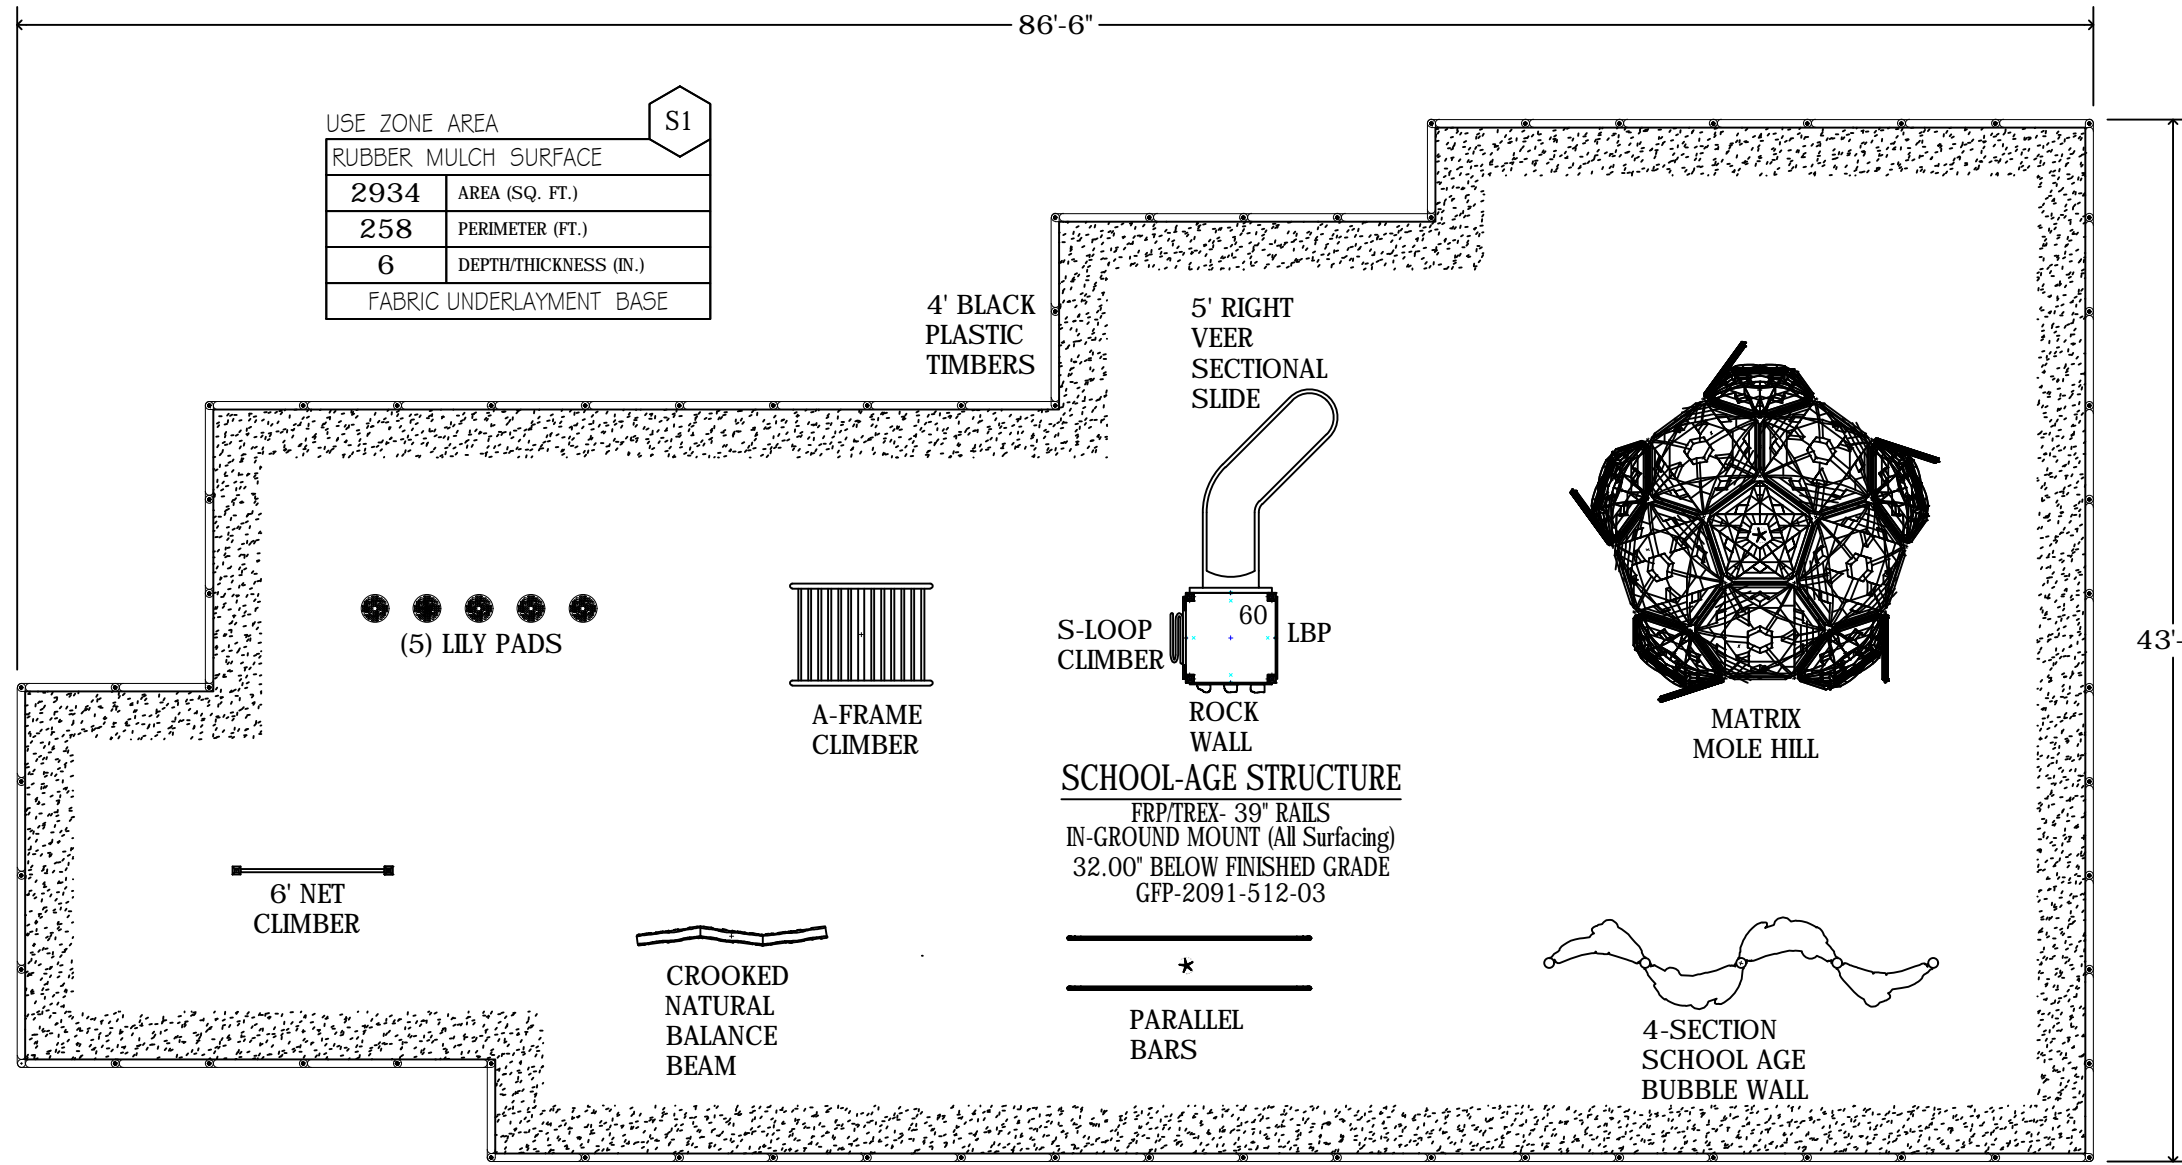 86'-6"
USE ZONE AREA
S1
RUBBER MULCH SURFACE
2934 AREA (SQ. FT.)
258 PERIMETER (FT.)
6 DEPTH/THICKNESS (IN.)
FABRIC UNDERLAYMENT BASE
4' BLACK
PLASTIC
TIMBERS
5' RIGHT
VEER
SECTIONAL
SLIDE
(5) LILY PADS
A-FRAME
CLIMBER
S-LOOP
CLIMBER
60
LBP
ROCK
WALL
MATRIX
MOLE HILL
43'-
SCHOOL-AGE STRUCTURE
FRP/TREX- 39" RAILS
IN-GROUND MOUNT (All Surfacing)
32.00" BELOW FINISHED GRADE
GFP-2091-512-03
6' NET
CLIMBER
CROOKED
NATURAL
BALANCE
BEAM
PARALLEL
BARS
4-SECTION
SCHOOL AGE
BUBBLE WALL